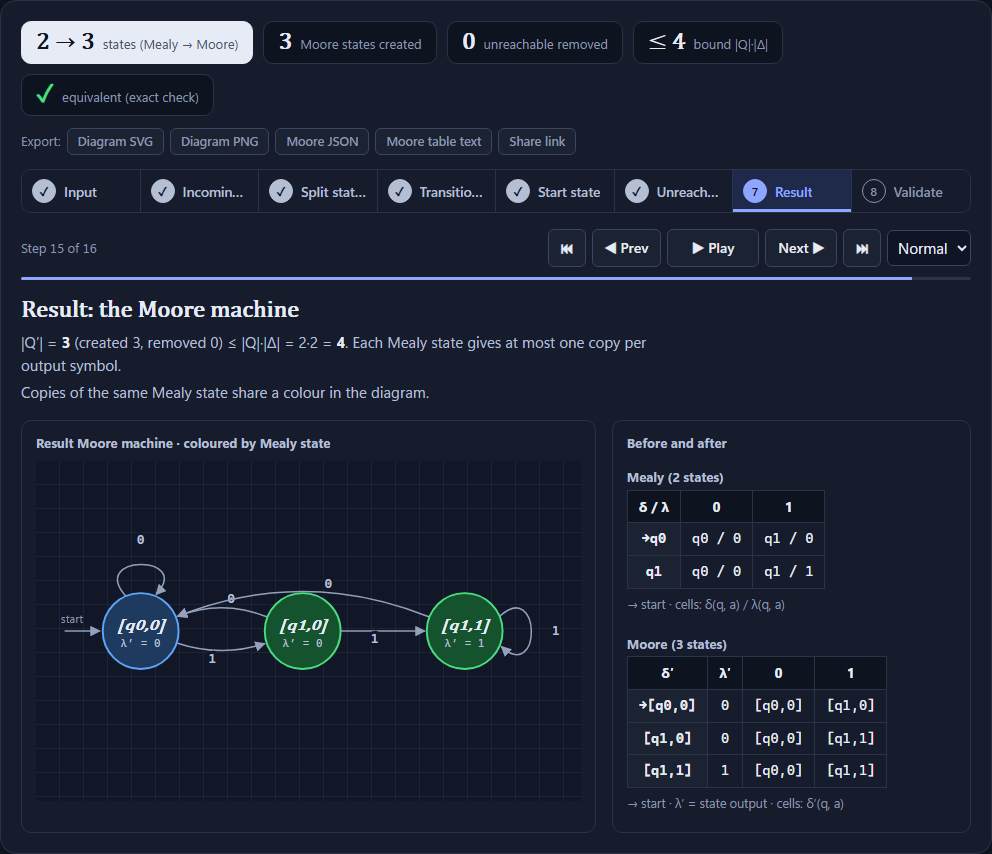 2 → 3 states (Mealy → Moore)
3 Moore states created
0 unreachable removed
≤ 4 bound |Q|·|Δ|
✓ equivalent (exact check)
Export: Diagram SVG Diagram PNG Moore JSON Moore table text Share link
✓ Input ✓ Incomin... ✓ Split stat... ✓ Transitio... ✓ Start state ✓ Unreach... 7 Result 8 Validate
Step 15 of 16
⏮ ◀ Prev ▶ Play Next ▶ ⏭ Normal
Result: the Moore machine
|Q′| = 3 (created 3, removed 0) ≤ |Q|·|Δ| = 2·2 = 4. Each Mealy state gives at most one copy per
output symbol.
Copies of the same Mealy state share a colour in the diagram.
Result Moore machine · coloured by Mealy state
0
0
0
start
[q0,0]
λ′ = 0
[q1,0]
λ′ = 0
[q1,1]
λ′ = 1
1
1
1
Before and after
Mealy (2 states)
δ / λ 0 1
→q0 q0 / 0 q1 / 0
q1 q0 / 0 q1 / 1
→ start · cells: δ(q, a) / λ(q, a)
Moore (3 states)
δ′ λ′ 0 1
→[q0,0] 0 [q0,0] [q1,0]
[q1,0] 0 [q0,0] [q1,1]
[q1,1] 1 [q0,0] [q1,1]
→ start · λ′ = state output · cells: δ′(q, a)